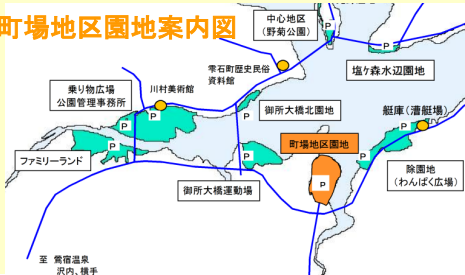 町場地区園地案内図
中心地区
(野菊公園)
雫石町歴史民俗
資料館
塩ケ森水辺園地
乗り物広場
公園管理事務所
川村美術館
御所大橋北園地
艇庫(漕艇場)
町場地区園地
ファミリーランド
御所大橋運動場
除園地
(わんぱく広場)
至 鶯宿温泉
沢内、横手
P
P
P
P
P
P
P
P
P